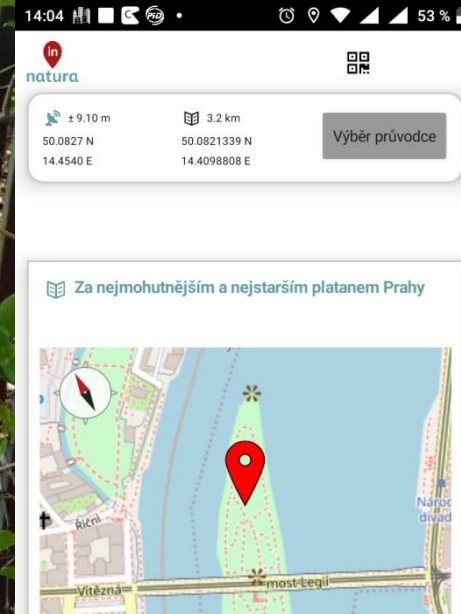 14:04
53 %
in
natura
± 9.10 m
50.0827 N
14.4540 E
3.2 km
50.0821339 N
14.4098808 E
Výběr průvodce
Za nejmohutnějším a nejstarším platanem Prahy
Říční
Národ
divad
Vítězná
most Legií